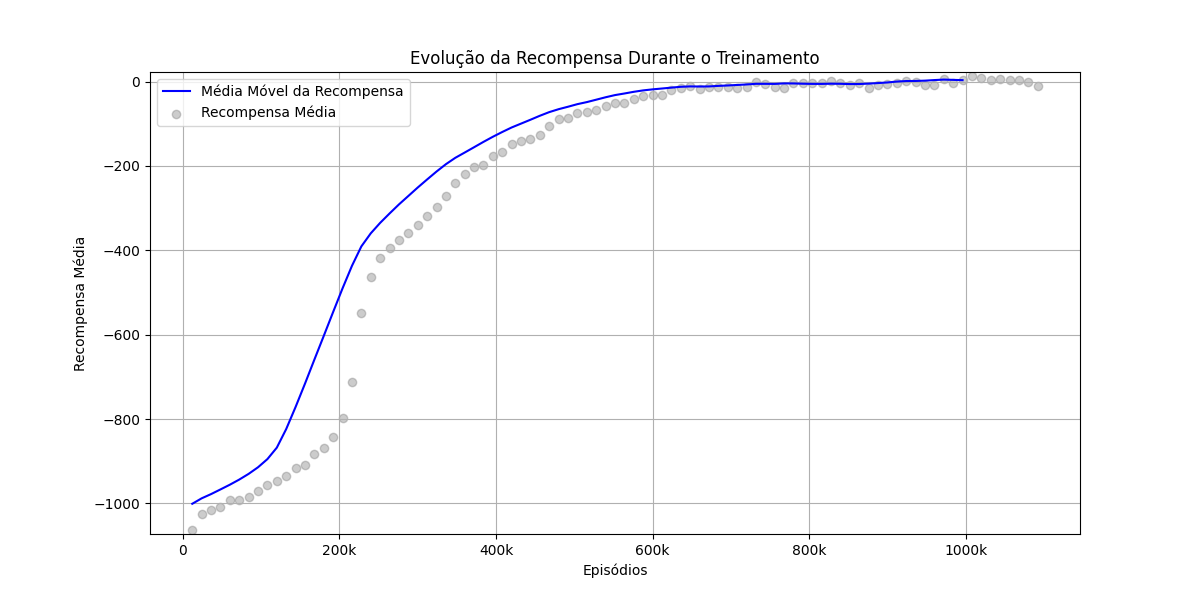 Evolução da Recompensa Durante o Treinamento
Média Móvel da Recompensa
Recompensa Média
0
−200
−400
−600
−800
−1000
Recompensa Média
0
200k
400k
600k
800k
1000k
Episódios